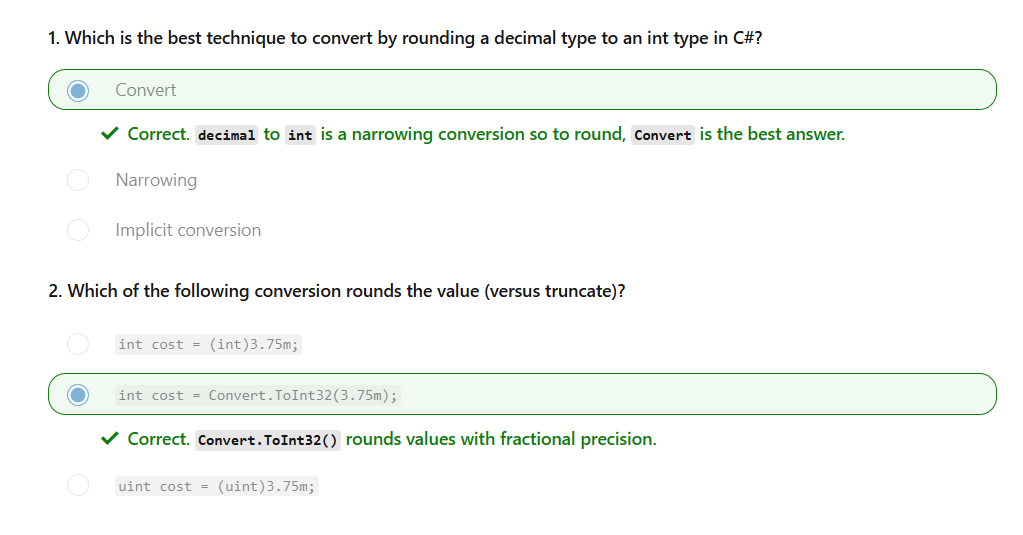 1. Which is the best technique to convert by rounding a decimal type to an int type in C#?
Convert
Correct. decimal to int is a narrowing conversion so to round, Convert is the best answer.
Narrowing
Implicit conversion
2. Which of the following conversion rounds the value (versus truncate)?
int cost = (int)3.75m;
int cost = Convert.ToInt32(3.75m);
Correct. Convert.ToInt32() rounds values with fractional precision.
uint cost = (uint)3.75m;